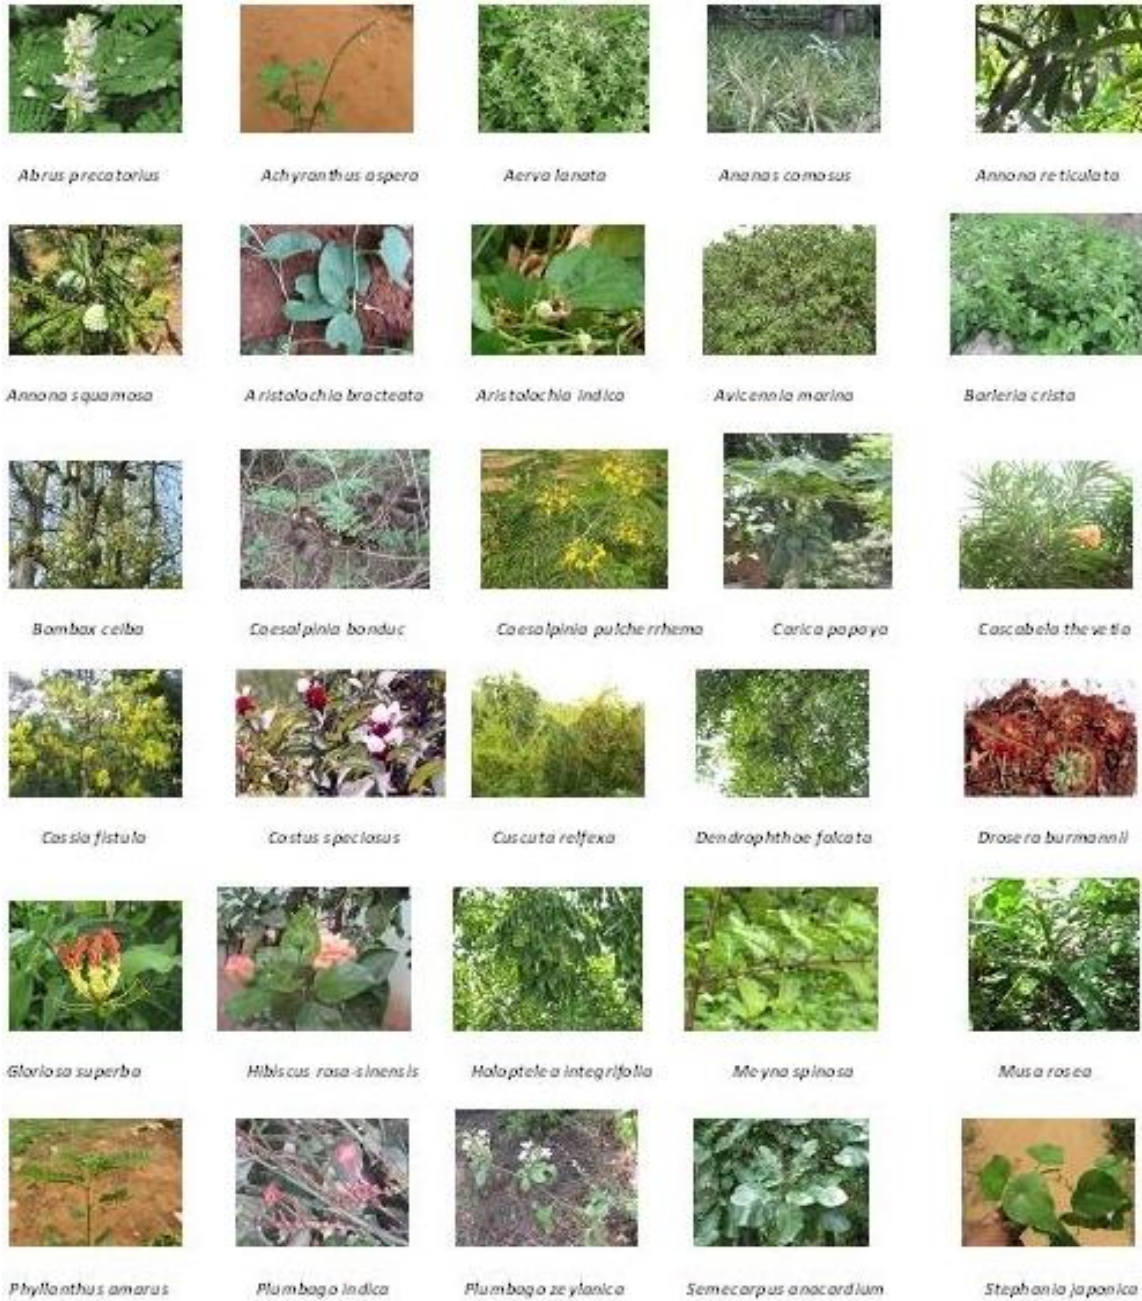 Abrus precatorius Achyranthus aspera Aerva lanata Ananas comosus Annona reticulata
Annona squamosa Aristolochia bracteata Aristolochia indica Avicennia marina Barleria crista
Bombax ceiba Caesalpinia bonduc Caesalpinia pulcherrhema Carica papaya Cascabela thevetia
Cassia fistula Costus speciosus Cuscuta relfexa Dendrophthoe falcata Drosera burmannii
Gloriosa superba Hibiscus rosa-sinensis Holoptelea integrifolia Meyna spinosa Musa rosea
Phyllanthus amarus Plumbago indica Plumbago zeylanica Semecarpus anacardium Stephania japonica